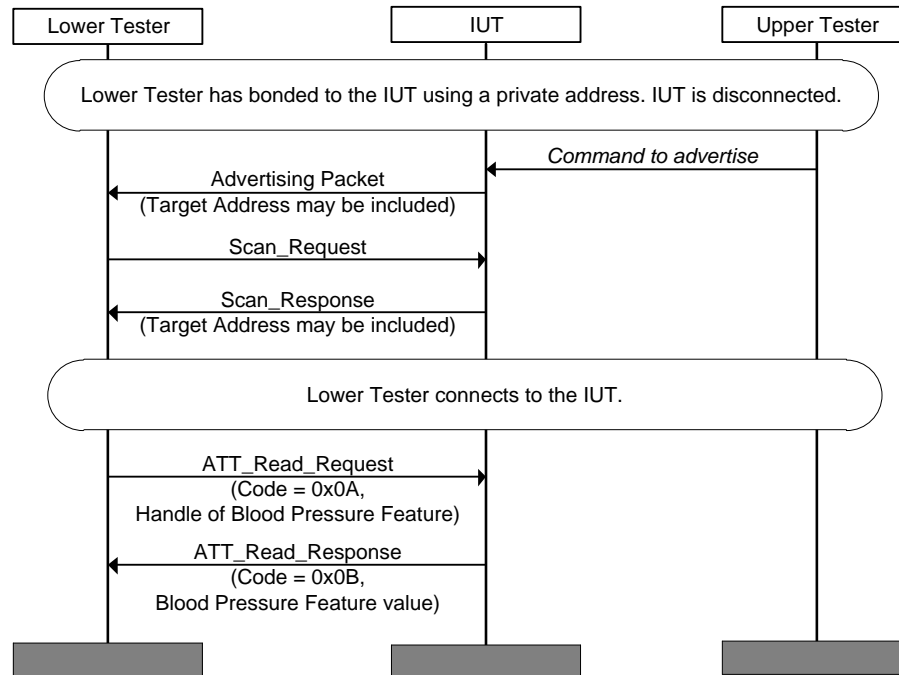 Lower Tester
IUT
Upper Tester
Lower Tester has bonded to the IUT using a private address. IUT is disconnected.
Command to advertise
Advertising Packet
(Target Address may be included)
Scan_Request
Scan_Response
(Target Address may be included)
Lower Tester connects to the IUT.
ATT_Read_Request
(Code = 0x0A,
Handle of Blood Pressure Feature)
ATT_Read_Response
(Code = 0x0B,
Blood Pressure Feature value)